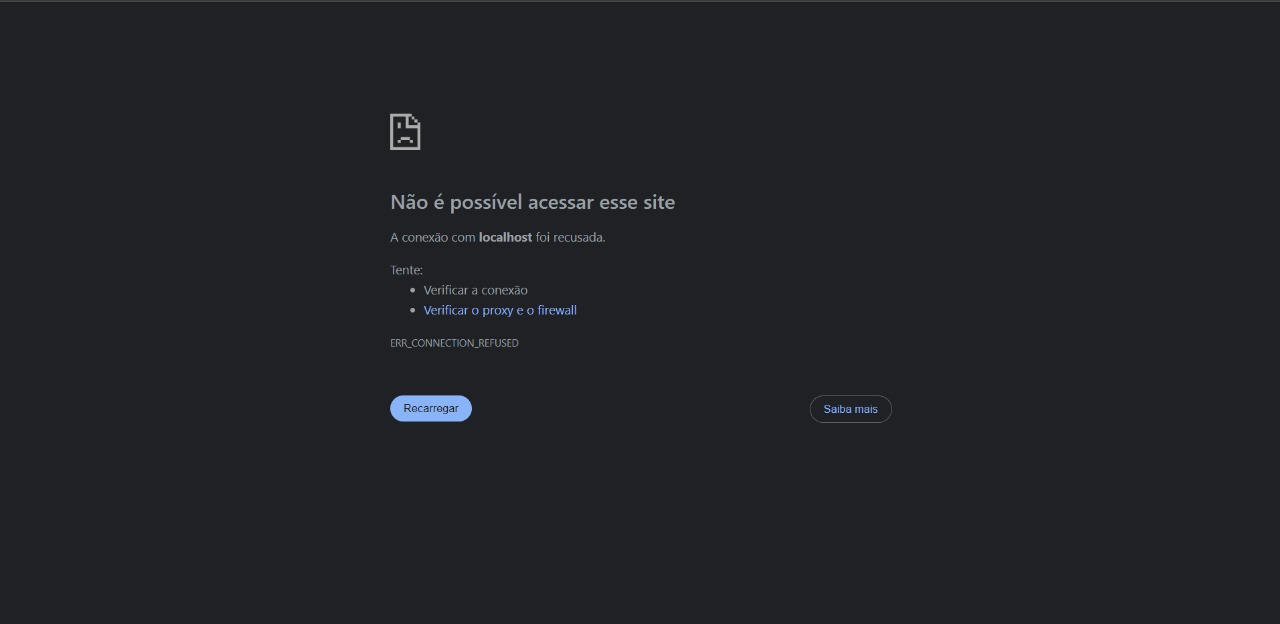 Não é possível acessar esse site
A conexão com localhost foi recusada.
Tente:
Verificar a conexão
Verificar o proxy e o firewall
ERR_CONNECTION_REFUSED
Recarregar
Saiba mais